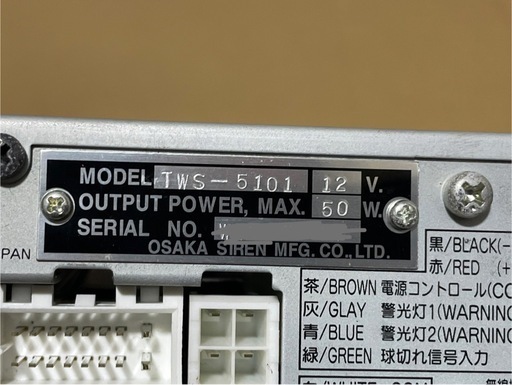 MODEL TWS-5101 12 V.
OUTPUT POWER, MAX. 50 W.
SERIAL NO. W
OSAKA SIREN MFG. CO., LTD.
PAN
黒/BLACK(-
赤/RED (+
茶/BROWN 電源コントロール(CO
灰/GLAY 警光灯1(WARNING
青/BLUE 警光灯2(WARNING
緑/GREEN 球切れ信号入力